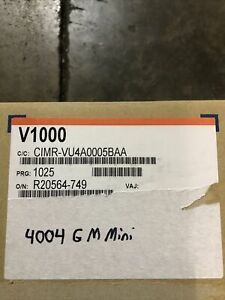 V1000
C/C: CIMR-VU4A0005BAA
PRG: 1025
O/N: R20564-749 VAJ:
4004 G M Mini